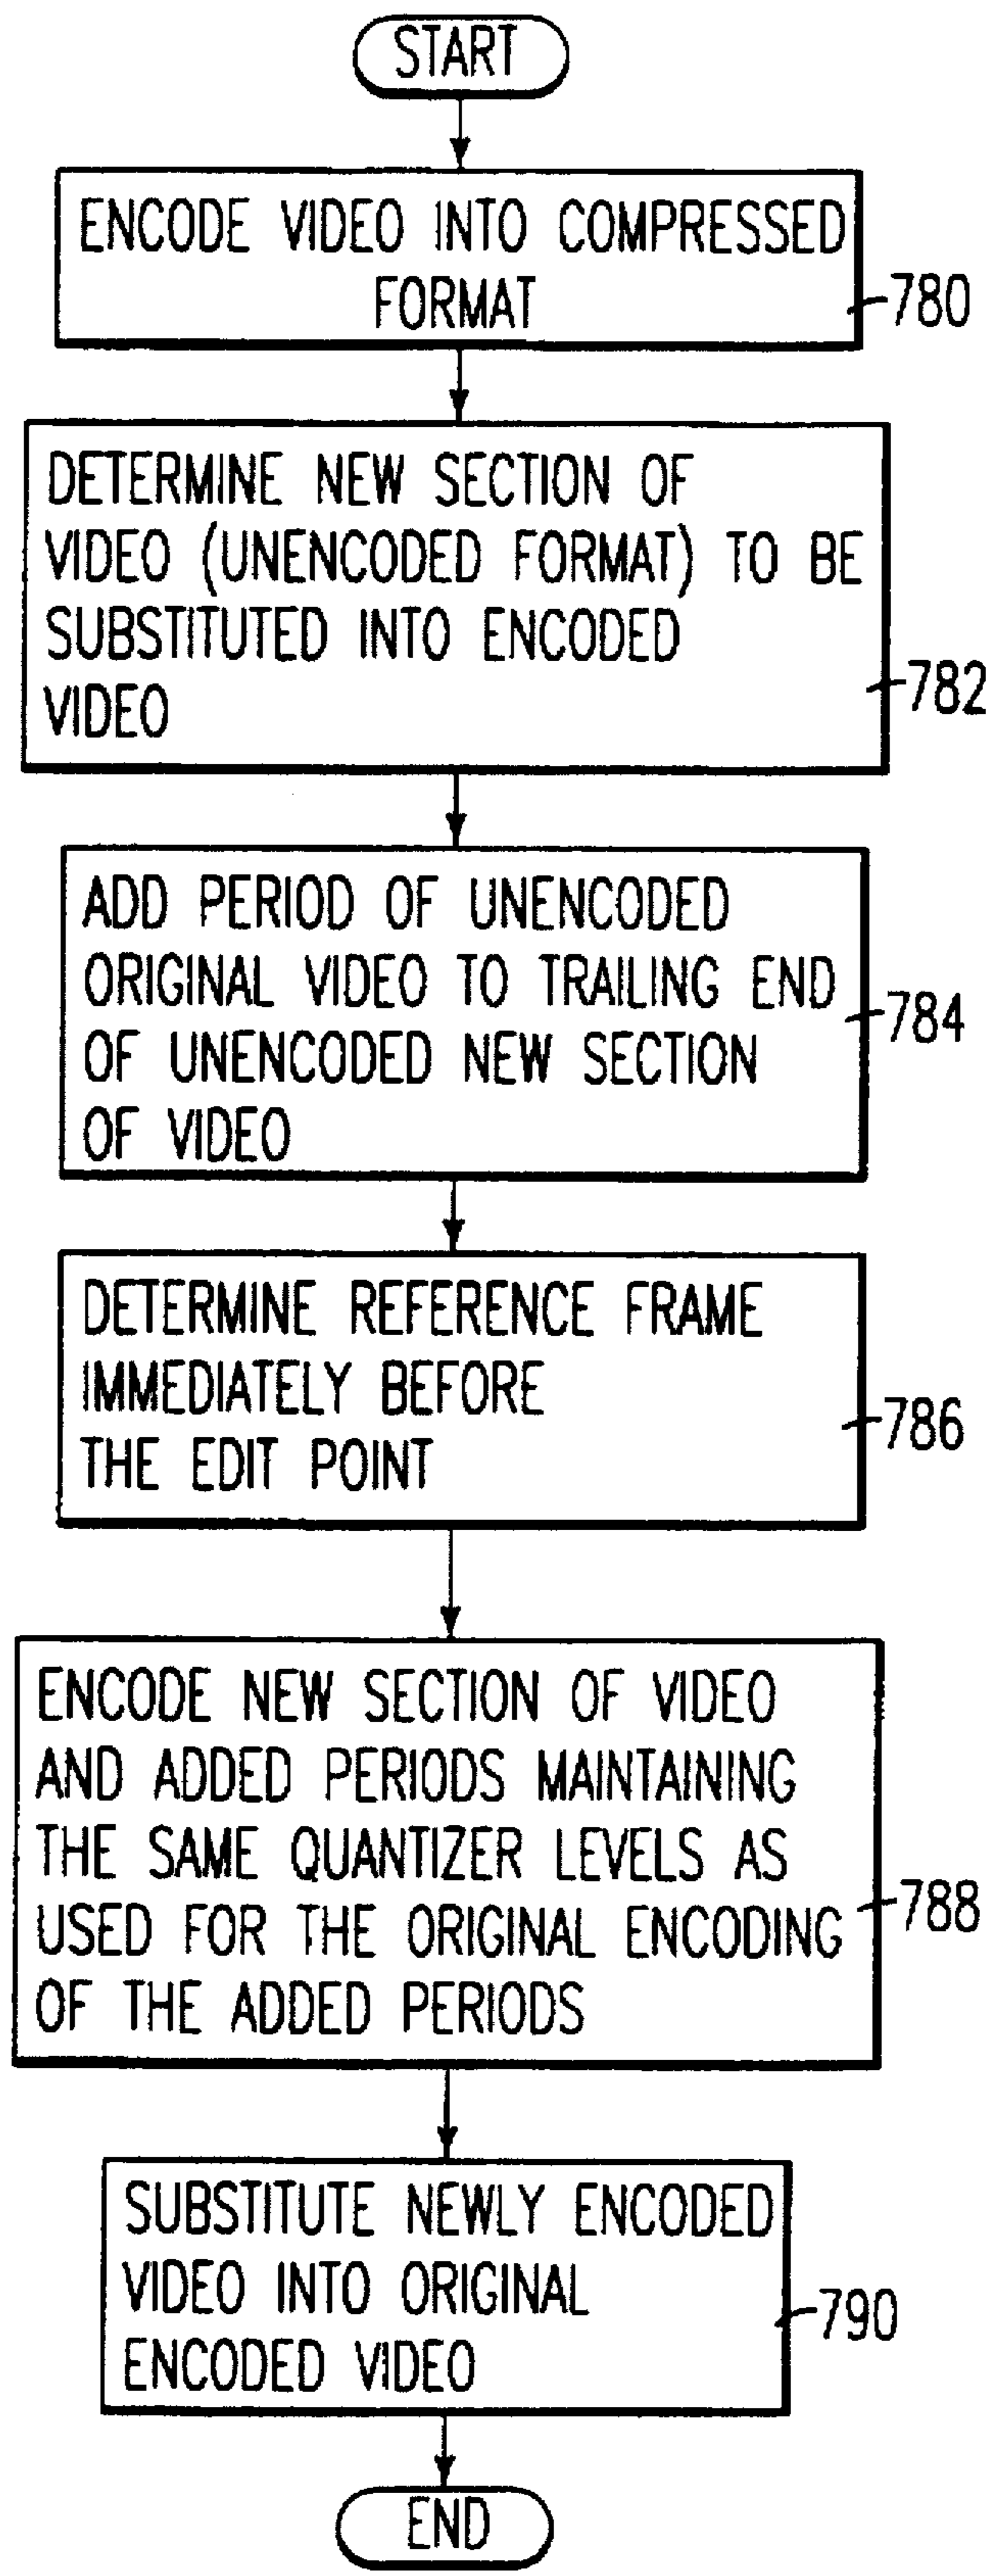 START
ENCODE VIDEO INTO COMPRESSED
FORMAT
780
DETERMINE NEW SECTION OF
VIDEO (UNENCODED FORMAT) TO BE
SUBSTITUTED INTO ENCODED
VIDEO
782
ADD PERIOD OF UNENCODED
ORIGINAL VIDEO TO TRAILING END
OF UNENCODED NEW SECTION
OF VIDEO
784
DETERMINE REFERENCE FRAME
IMMEDIATELY BEFORE
THE EDIT POINT
786
ENCODE NEW SECTION OF VIDEO
AND ADDED PERIODS MAINTAINING
THE SAME QUANTIZER LEVELS AS
USED FOR THE ORIGINAL ENCODING
OF THE ADDED PERIODS
788
SUBSTITUTE NEWLY ENCODED
VIDEO INTO ORIGINAL
ENCODED VIDEO
790
END